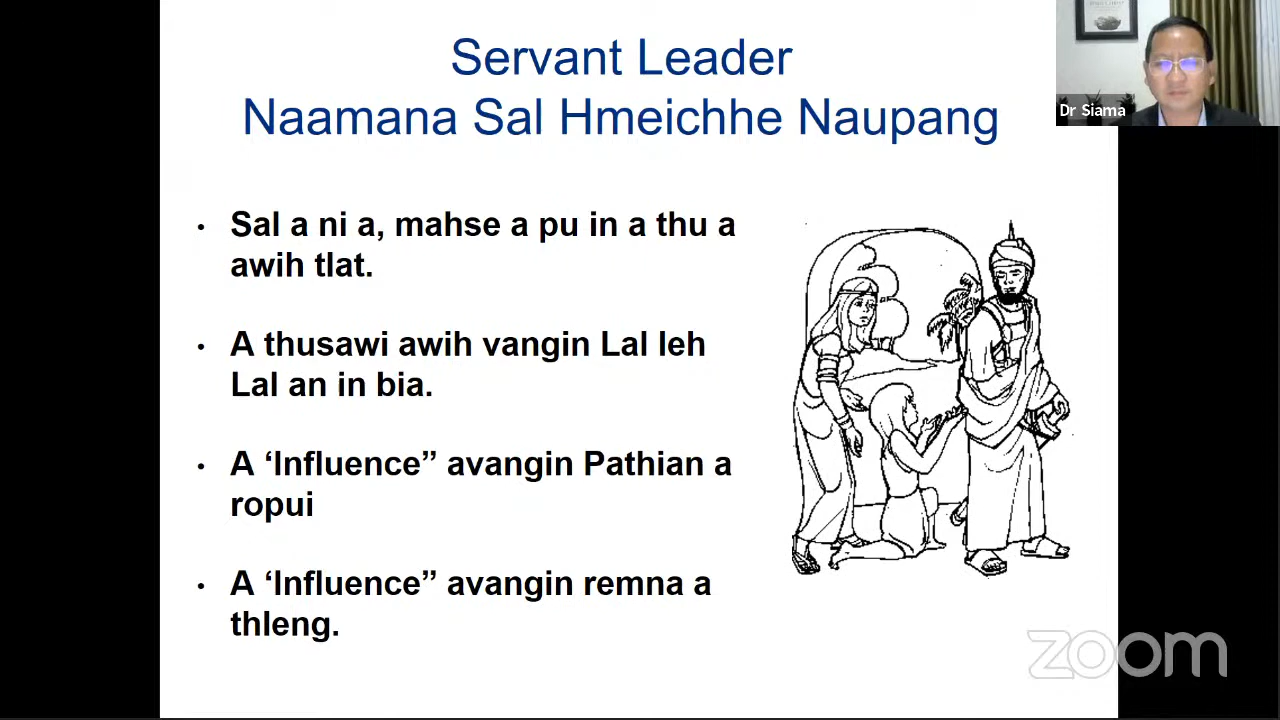 Servant Leader
Naamana Sal Hmeichhe Naupang
• Sal a ni a, mahse a pu in a thu a
awih tlat.
• A thusawi awih vangin Lal leh
Lal an in bia.
• A ‘Influence” avangin Pathian a
ropui
• A ‘Influence” avangin remna a
thleng.
Dr Siama
zoom